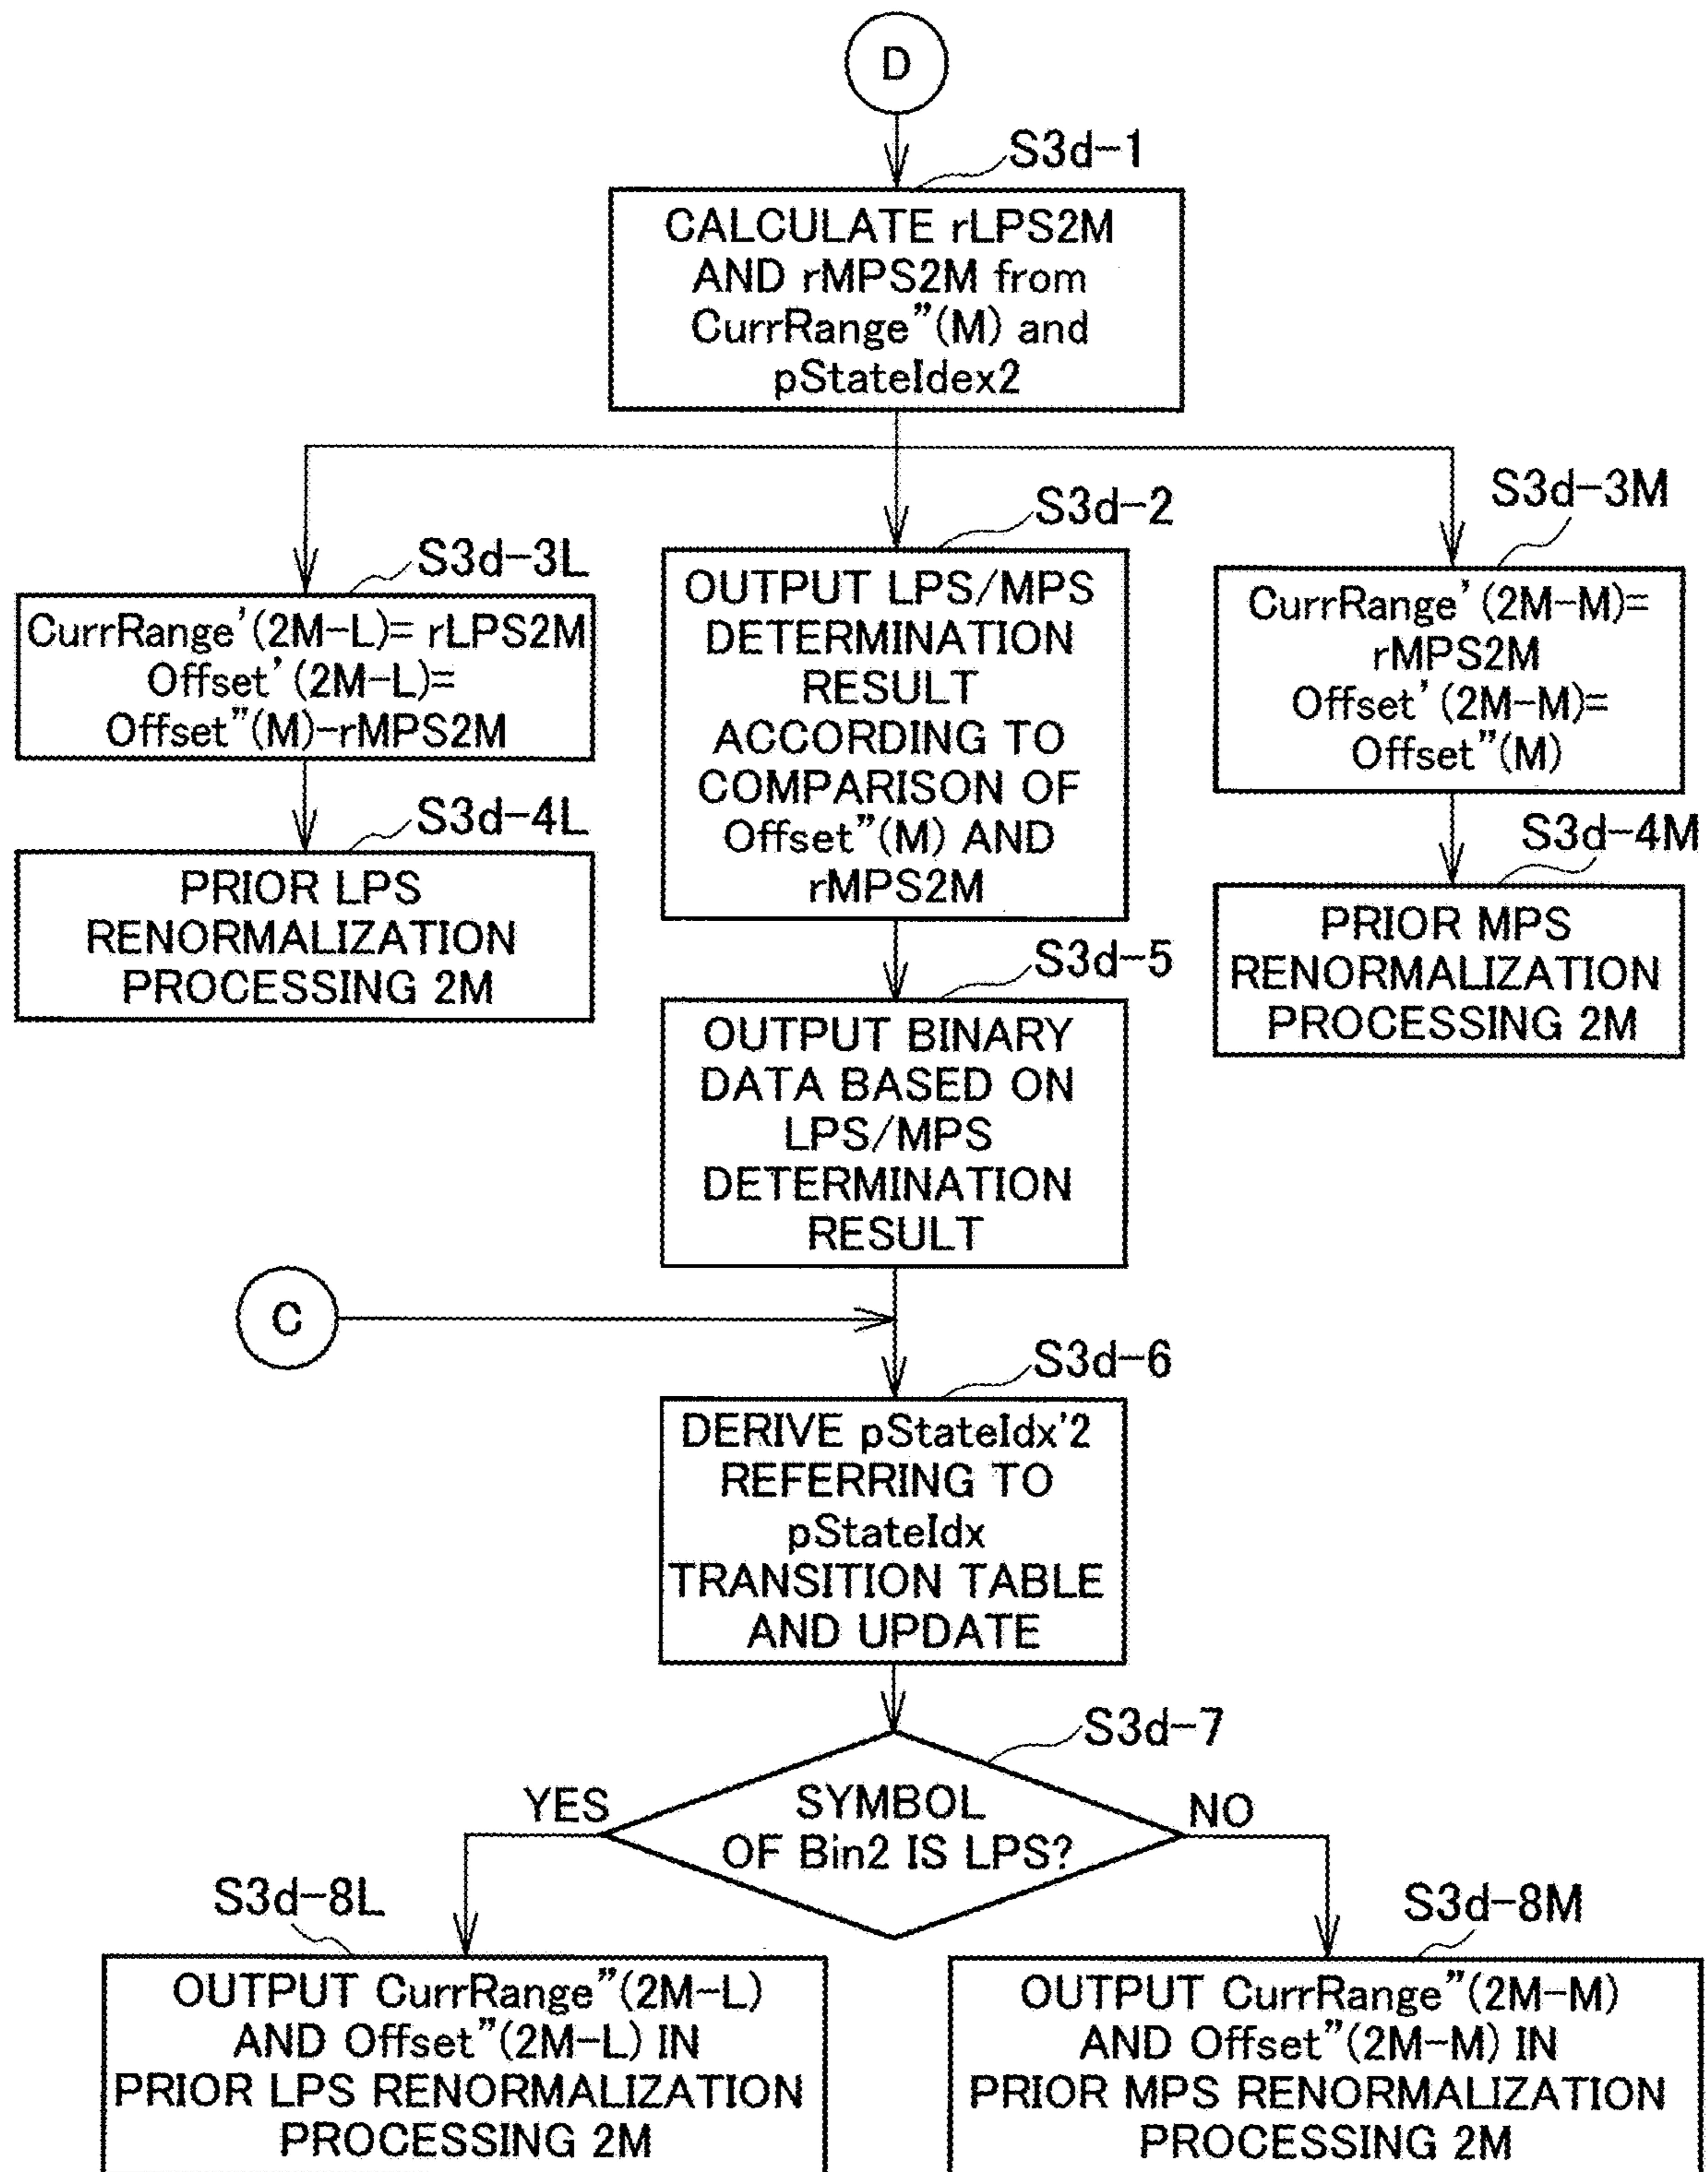 D
S3d-1
CALCULATE rLPS2M
AND rMPS2M from
CurrRange”(M) and
pStateIdex2
S3d-3L
CurrRange’(2M-L)= rLPS2M
Offset’(2M-L)=
Offset”(M)-rMPS2M
S3d-4L
PRIOR LPS
RENORMALIZATION
PROCESSING 2M
S3d-2
OUTPUT LPS/MPS
DETERMINATION
RESULT
ACCORDING TO
COMPARISON OF
Offset”(M) AND
rMPS2M
S3d-3M
CurrRange’(2M-M)=
rMPS2M
Offset’(2M-M)=
Offset”(M)
S3d-4M
PRIOR MPS
RENORMALIZATION
PROCESSING 2M
S3d-5
OUTPUT BINARY
DATA BASED ON
LPS/MPS
DETERMINATION
RESULT
C
S3d-6
DERIVE pStateIdx’2
REFERRING TO
pStateIdx
TRANSITION TABLE
AND UPDATE
S3d-7
SYMBOL
OF Bin2 IS LPS?
YES
NO
S3d-8L
OUTPUT CurrRange”(2M-L)
AND Offset”(2M-L) IN
PRIOR LPS RENORMALIZATION
PROCESSING 2M
S3d-8M
OUTPUT CurrRange”(2M-M)
AND Offset”(2M-M) IN
PRIOR MPS RENORMALIZATION
PROCESSING 2M